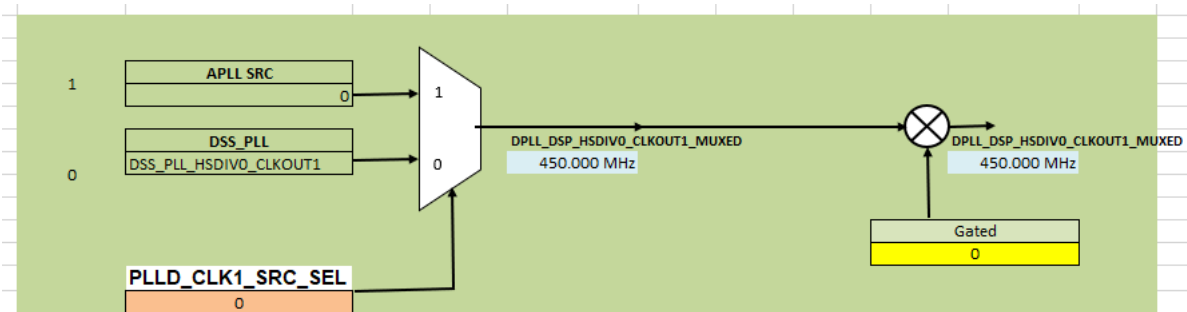 APLL SRC
1
0
1
DSS_PLL
DSS_PLL_HSDIV0_CLKOUT1
0
0
DPLL_DSP_HSDIV0_CLKOUT1_MUXED
450.000 MHz
DPLL_DSP_HSDIV0_CLKOUT1_MUXED
450.000 MHz
Gated
0
PLLD_CLK1_SRC_SEL
0